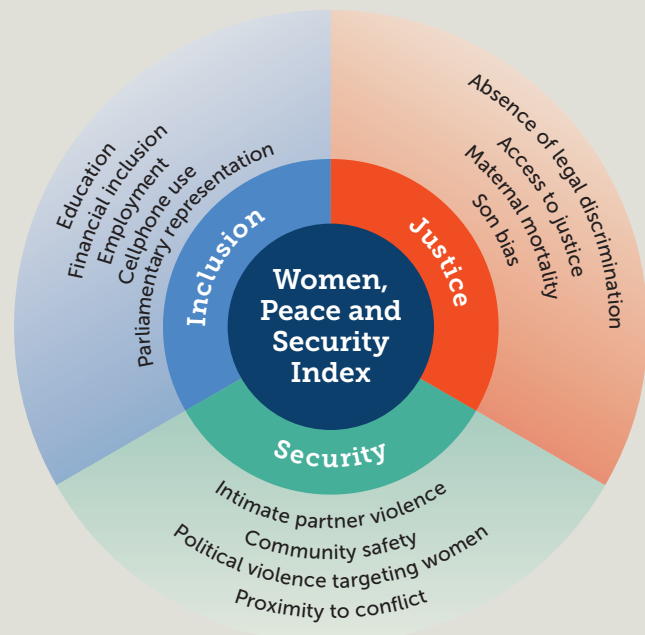 Women,
Peace and
Security
Index
Inclusion
Education
Financial inclusion
Employment
Cellphone use
Parliamentary representation
Justice
Absence of legal discrimination
Access to justice
Maternal mortality
Son bias
Security
Intimate partner violence
Community safety
Political violence targeting women
Proximity to conflict